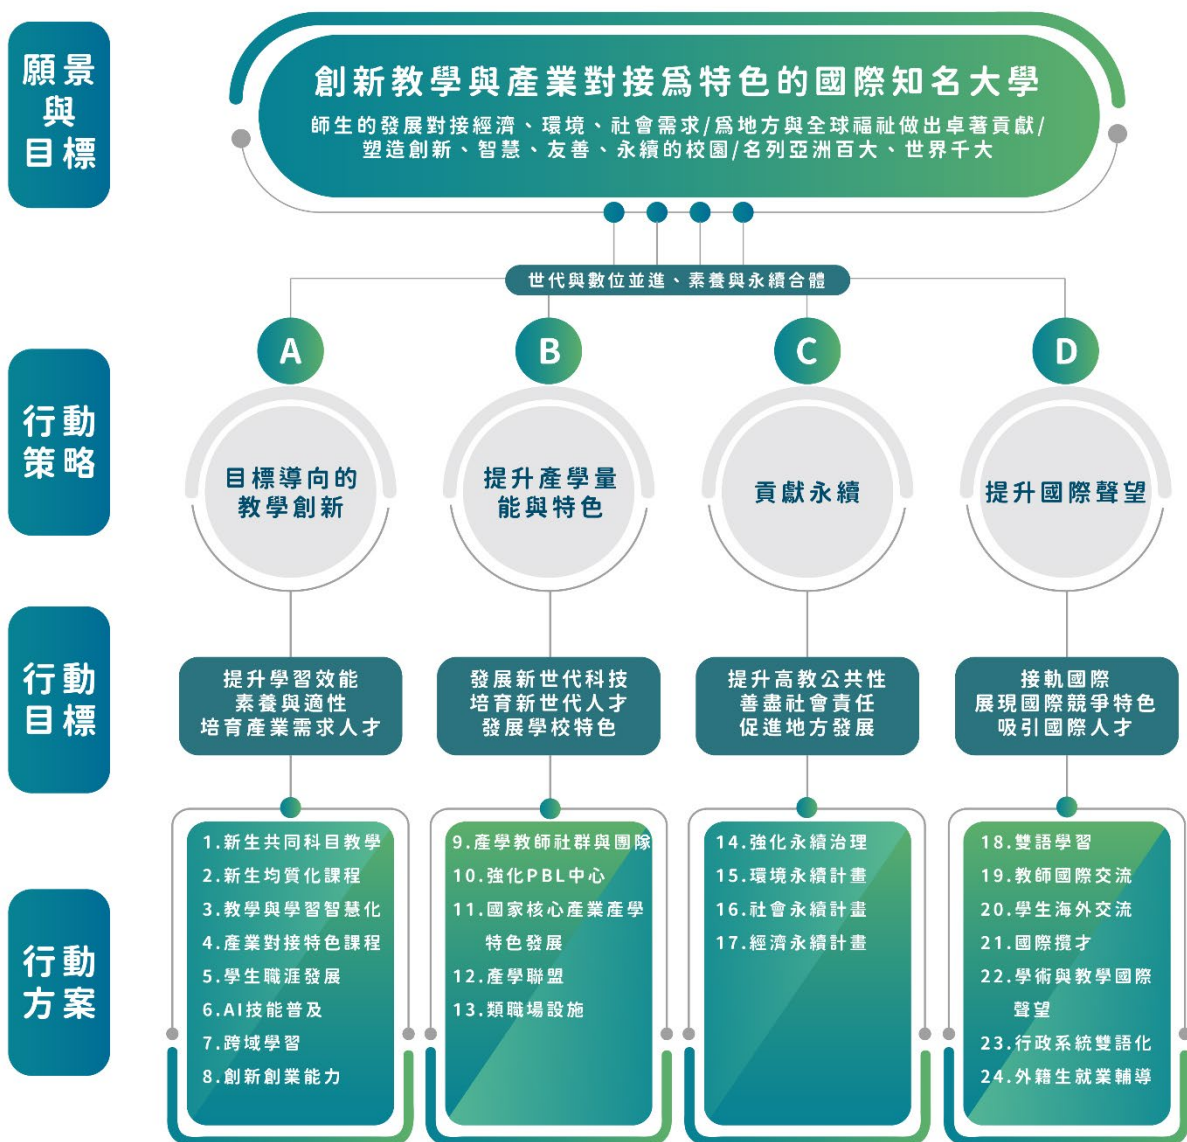 願景
與
目標
創新教學與產業對接爲特色的國際知名大學
師生的發展對接經濟、環境、社會需求/爲地方與全球福祉做出卓著貢獻/
塑造創新、智慧、友善、永續的校園/名列亞洲百大、世界千大
世代與數位並進、素養與永續合體
行動
策略
A
目標導向的
教學創新
B
提升產學量
能與特色
C
貢獻永續
D
提升國際聲望
行動
目標
提升學習效能
素養與適性
培育產業需求人才
發展新世代科技
培育新世代人才
發展學校特色
提升高教公共性
善盡社會責任
促進地方發展
接軌國際
展現國際競爭特色
吸引國際人才
行動
方案
1.新生共同科目教學
2.新生均質化課程
3.教學與學習智慧化
4.產業對接特色課程
5.學生職涯發展
6.AI技能普及
7.跨域學習
8.創新創業能力
9.產學教師社群與團隊
10.強化PBL中心
11.國家核心產業產學
特色發展
12.產學聯盟
13.類職場設施
14.強化永續治理
15.環境永續計畫
16.社會永續計畫
17.經濟永續計畫
18.雙語學習
19.教師國際交流
20.學生海外交流
21.國際攬才
22.學術與教學國際
聲望
23.行政系統雙語化
24.外籍生就業輔導